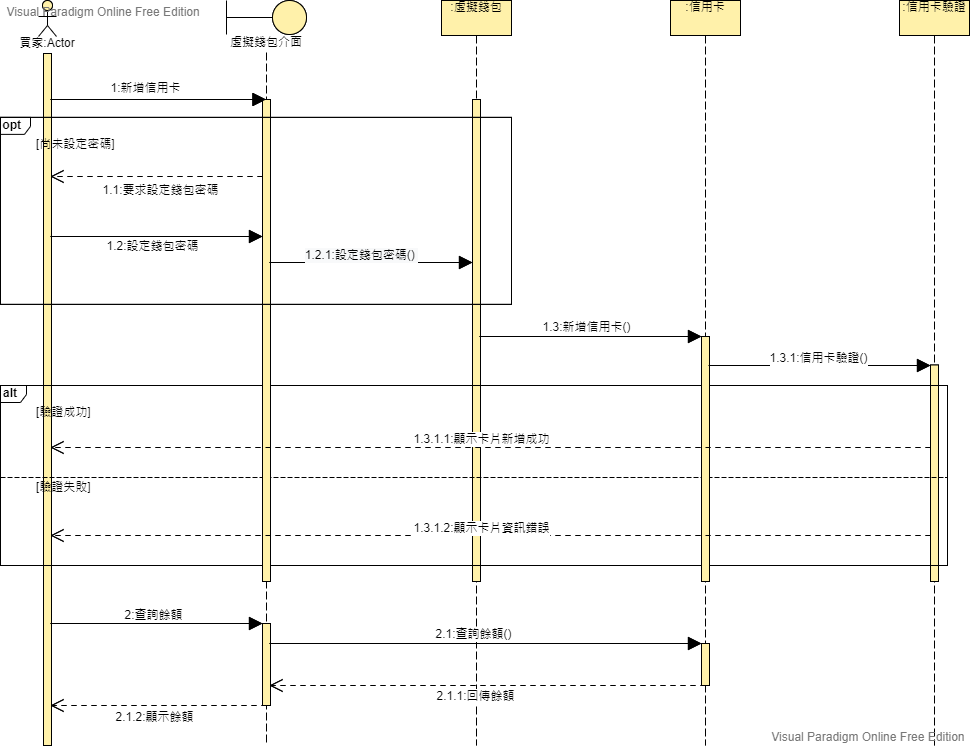 Visual Paradigm Online Free Edition
買家:Actor
虛擬錢包介面
:虛擬錢包
:信用卡
:信用卡驗證
1:新增信用卡
opt
[尚未設定密碼]
1.1:要求設定錢包密碼
1.2:設定錢包密碼
1.2.1:設定錢包密碼()
1.3:新增信用卡()
1.3.1:信用卡驗證()
alt
[驗證成功]
1.3.1.1:顯示卡片新增成功
[驗證失敗]
1.3.1.2:顯示卡片資訊錯誤
2:查詢餘額
2.1:查詢餘額()
2.1.1:回傳餘額
2.1.2:顯示餘額
Visual Paradigm Online Free Edition